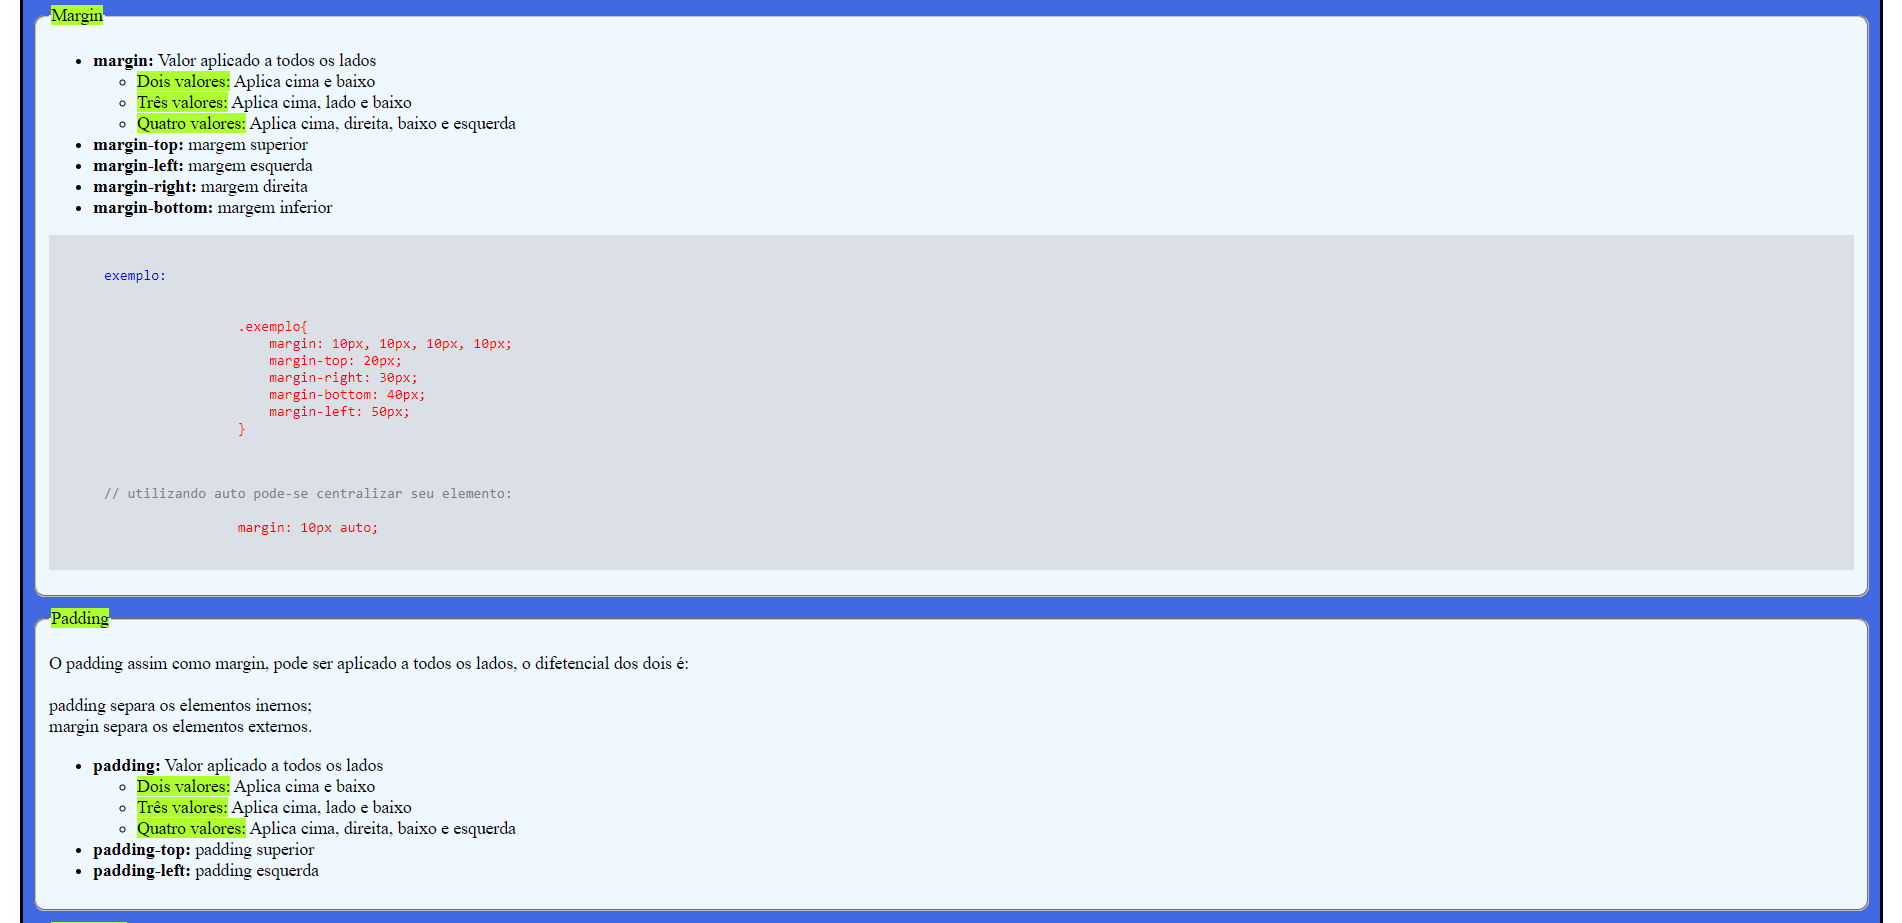 Margin
margin: Valor aplicado a todos os lados
Dois valores: Aplica cima e baixo
Três valores: Aplica cima, lado e baixo
Quatro valores: Aplica cima, direita, baixo e esquerda
margin-top: margem superior
margin-left: margem esquerda
margin-right: margem direita
margin-bottom: margem inferior
exemplo:
.exemplo{
margin: 10px, 10px, 10px, 10px;
margin-top: 20px;
margin-right: 30px;
margin-bottom: 40px;
margin-left: 50px;
}
// utilizando auto pode-se centralizar seu elemento:
margin: 10px auto;
Padding
O padding assim como margin, pode ser aplicado a todos os lados, o difetencial dos dois é:
padding separa os elementos inernos;
margin separa os elementos externos.
padding: Valor aplicado a todos os lados
Dois valores: Aplica cima e baixo
Três valores: Aplica cima, lado e baixo
Quatro valores: Aplica cima, direita, baixo e esquerda
padding-top: padding superior
padding-left: padding esquerda